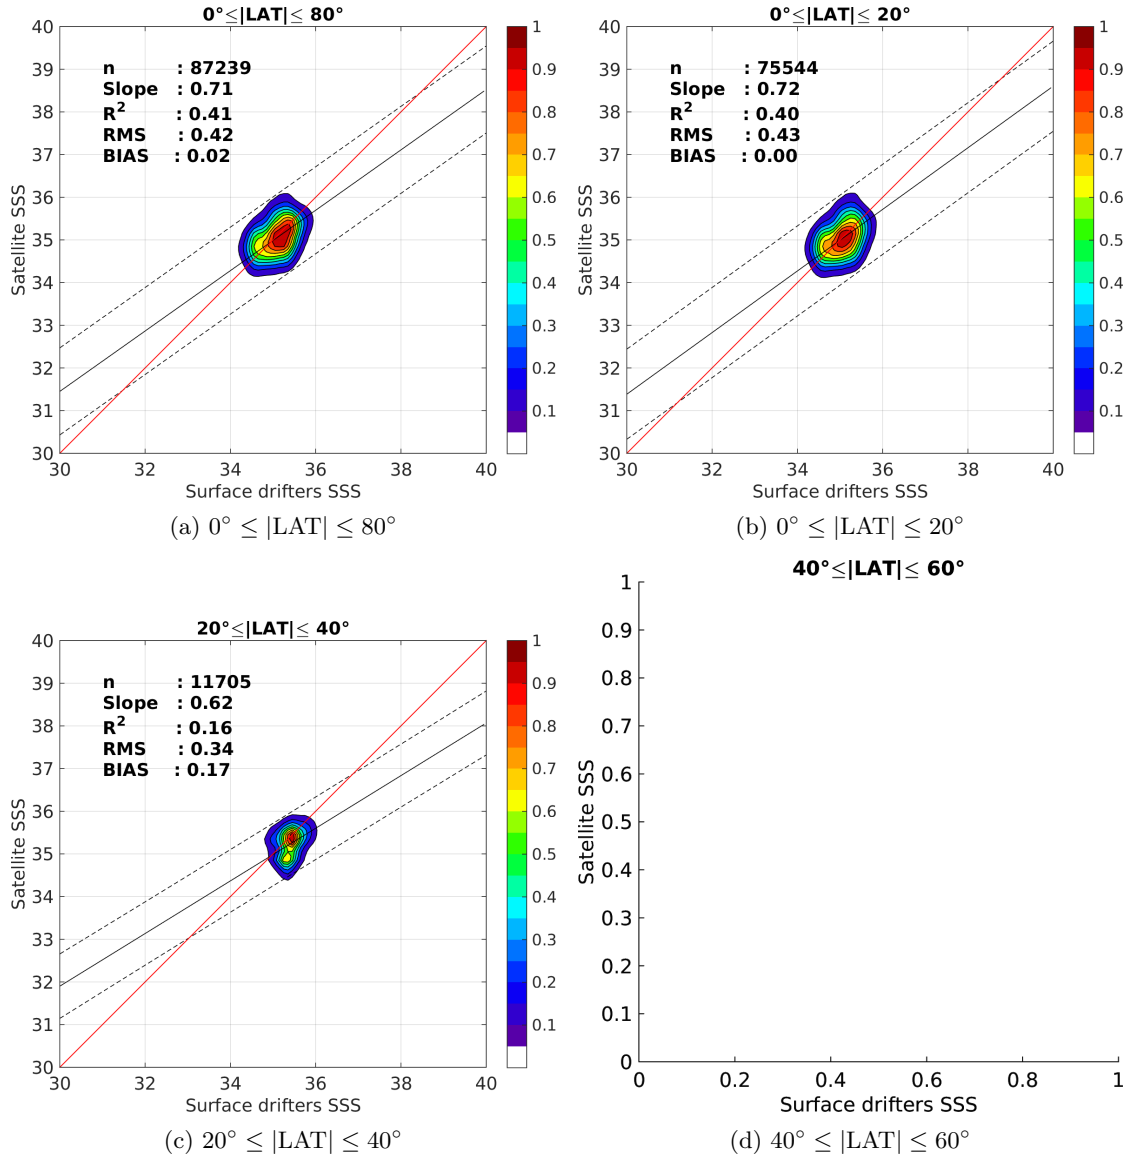 0°≤|LAT|≤ 80°
40
39
38
37
36
35
34
33
32
31
30
Satellite SSS
n : 87239
Slope : 0.71
R² : 0.41
RMS : 0.42
BIAS : 0.02
30 32 34 36 38 40
Surface drifters SSS
1
0.9
0.8
0.7
0.6
0.5
0.4
0.3
0.2
0.1
(a) 0° ≤ |LAT| ≤ 80°
0°≤|LAT|≤ 20°
40
39
38
37
36
35
34
33
32
31
30
Satellite SSS
n : 75544
Slope : 0.72
R² : 0.40
RMS : 0.43
BIAS : 0.00
30 32 34 36 38 40
Surface drifters SSS
1
0.9
0.8
0.7
0.6
0.5
0.4
0.3
0.2
0.1
(b) 0° ≤ |LAT| ≤ 20°
20°≤|LAT|≤ 40°
40
39
38
37
36
35
34
33
32
31
30
Satellite SSS
n : 11705
Slope : 0.62
R² : 0.16
RMS : 0.34
BIAS : 0.17
30 32 34 36 38 40
Surface drifters SSS
1
0.9
0.8
0.7
0.6
0.5
0.4
0.3
0.2
0.1
(c) 20° ≤ |LAT| ≤ 40°
40°≤|LAT|≤ 60°
1
0.9
0.8
0.7
0.6
0.5
0.4
0.3
0.2
0.1
0
Satellite SSS
0 0.2 0.4 0.6 0.8 1
Surface drifters SSS
(d) 40° ≤ |LAT| ≤ 60°